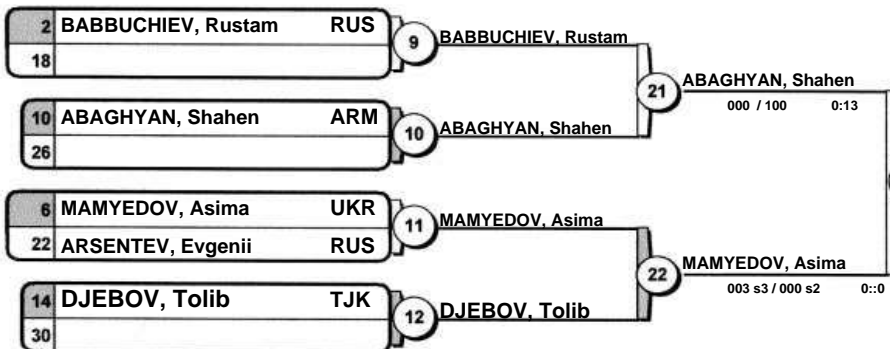 2 BABBUCHIEV, Rustam RUS
18
9 BABBUCHIEV, Rustam
10 ABAGHYAN, Shahen ARM
26
10 ABAGHYAN, Shahen
21 ABAGHYAN, Shahen
000 / 100 0:13
6 MAMYEDOV, Asima UKR
22 ARSENTEV, Evgenii RUS
11 MAMYEDOV, Asima
14 DJEBOV, Tolib TJK
30
12 DJEBOV, Tolib
22 MAMYEDOV, Asima
003 s3 / 000 s2 0::0